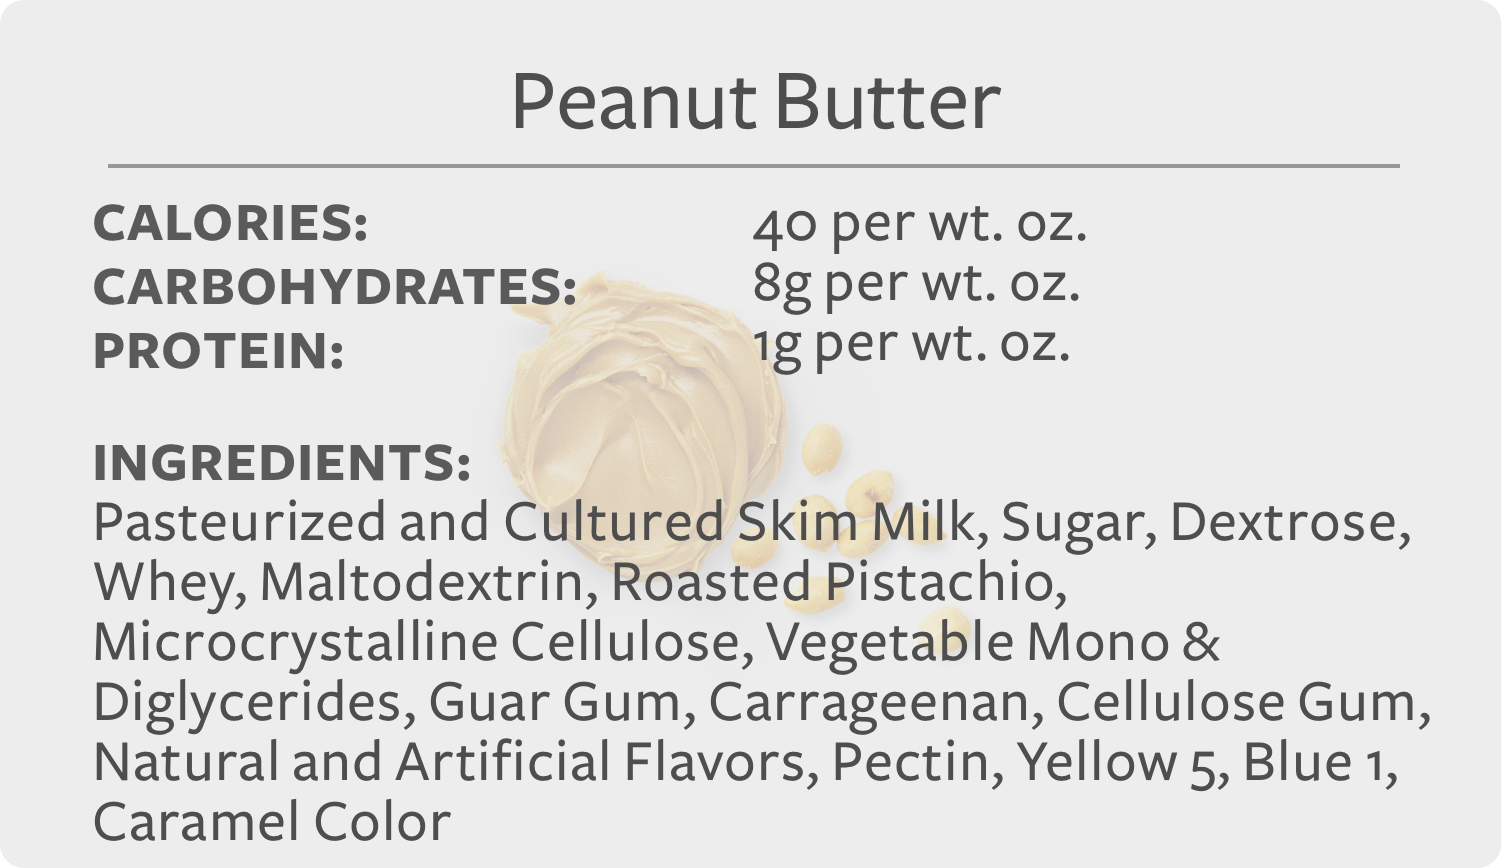 Peanut Butter
CALORIES: 40 per wt. oz.
CARBOHYDRATES: 8g per wt. oz.
PROTEIN: 1g per wt. oz.
INGREDIENTS:
Pasteurized and Cultured Skim Milk, Sugar, Dextrose,
Whey, Maltodextrin, Roasted Pistachio,
Microcrystalline Cellulose, Vegetable Mono &
Diglycerides, Guar Gum, Carrageenan, Cellulose Gum,
Natural and Artificial Flavors, Pectin, Yellow 5, Blue 1,
Caramel Color